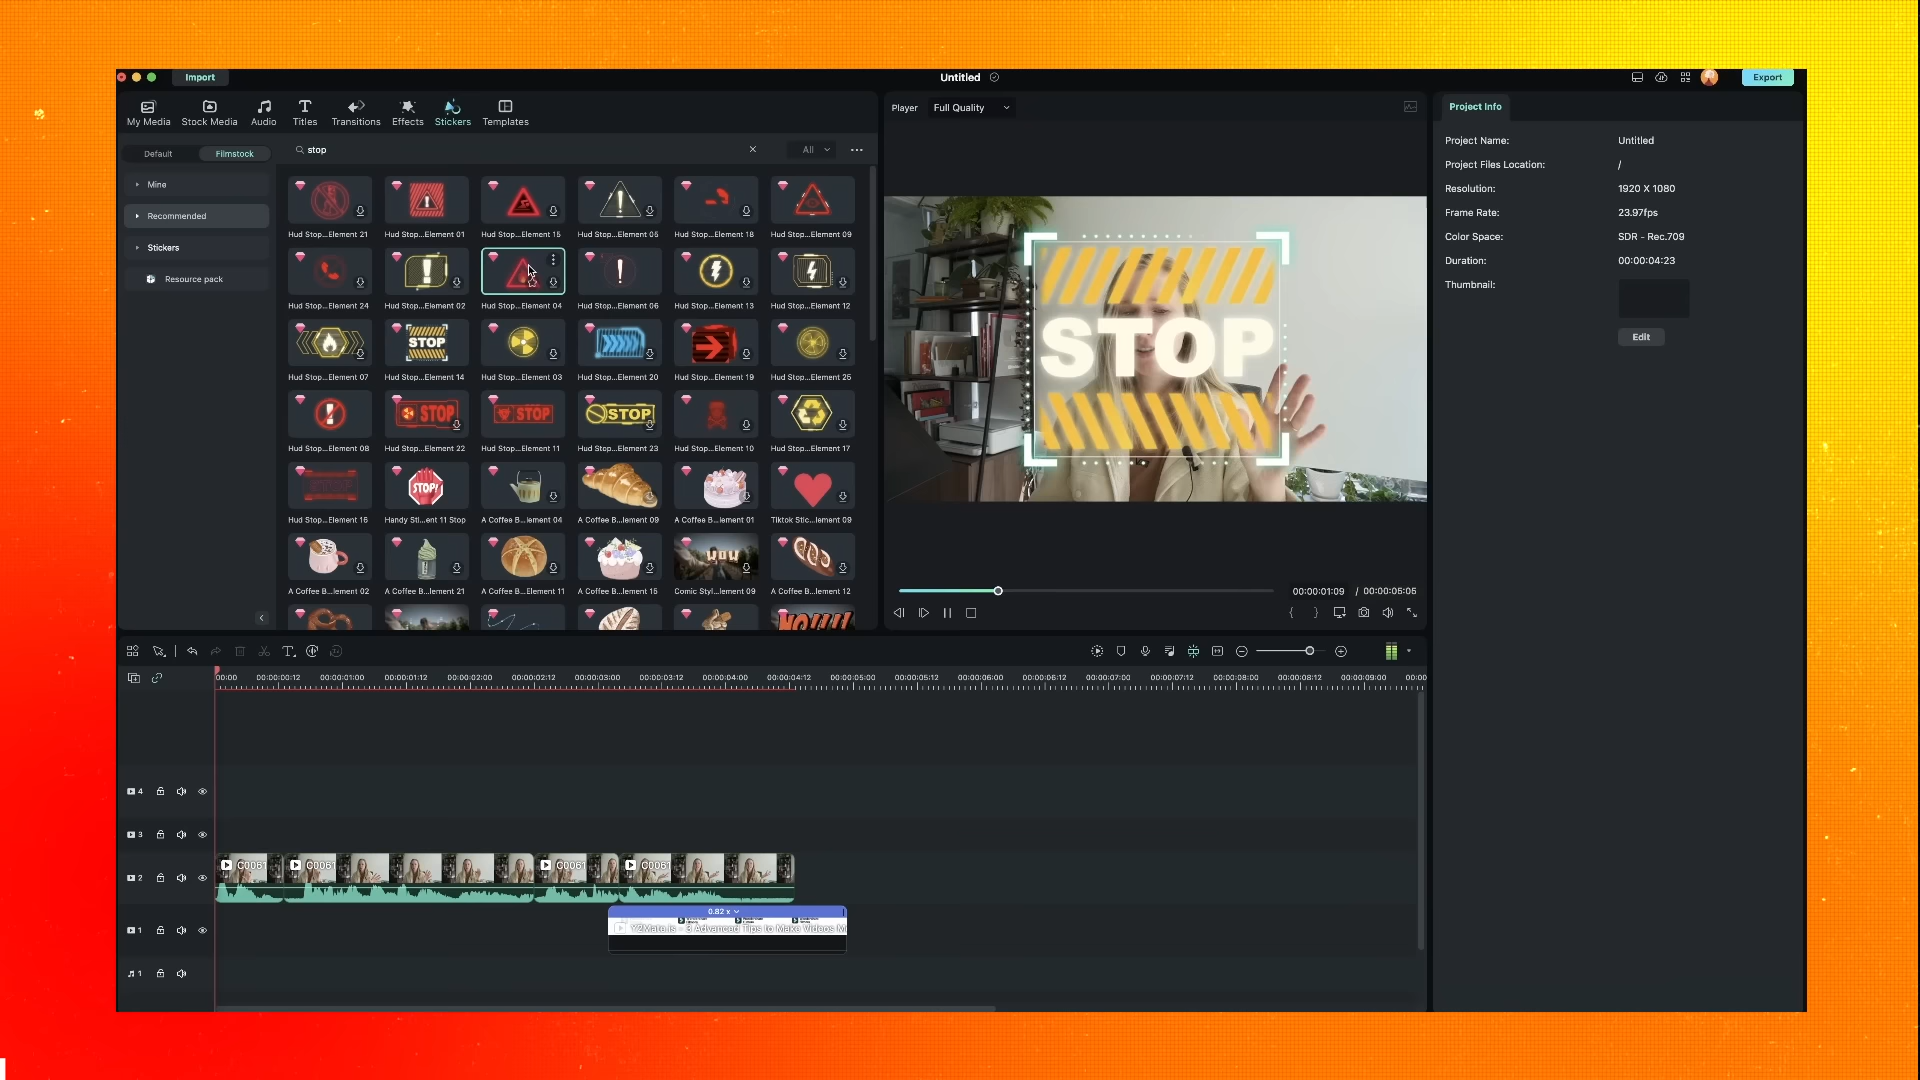 Import
Untitled
Export
My Media
Stock Media
Audio
Titles
Transitions
Effects
Stickers
Templates
Player
Full Quality
Project Info
Default
Filmstock
stop
All
Mine
Recommended
Stickers
Resource pack
Hud Stop...Element 21
Hud Stop...Element 01
Hud Stop...Element 15
Hud Stop...Element 05
Hud Stop...Element 18
Hud Stop...Element 09
Hud Stop...Element 24
Hud Stop...Element 02
Hud Stop...Element 04
Hud Stop...Element 06
Hud Stop...Element 13
Hud Stop...Element 12
STOP
Hud Stop...Element 07
Hud Stop...Element 14
Hud Stop...Element 03
Hud Stop...Element 20
Hud Stop...Element 19
Hud Stop...Element 25
STOP
STOP
STOP
Hud Stop...Element 08
Hud Stop...Element 22
Hud Stop...Element 11
Hud Stop...Element 23
Hud Stop...Element 10
Hud Stop...Element 17
STOP
STOP!
Hud Stop...Element 16
Handy Sti...ent 11 Stop
A Coffee B...lement 04
A Coffee B...lement 09
A Coffee B...lement 01
Tiktok Stic...lement 09
WOW
A Coffee B...lement 02
A Coffee B...lement 21
A Coffee B...Element 11
A Coffee B...lement 15
Comic Styl...lement 09
A Coffee B...lement 12
STOP
00:00:01:09 / 00:00:05:05
Project Name: Untitled
Project Files Location: /
Resolution: 1920 X 1080
Frame Rate: 23.97fps
Color Space: SDR - Rec.709
Duration: 00:00:04:23
Thumbnail:
Edit
00:00 00:00:00:12 00:00:01:00 00:00:01:12 00:00:02:00 00:00:02:12 00:00:03:00 00:00:03:12 00:00:04:00 00:00:04:12 00:00:05:00 00:00:05:12 00:00:06:00 00:00:06:12 00:00:07:00 00:00:07:12 00:00:08:00 00:00:08:12 00:00:09:00 00:00
4
3
C0061
C0061
C0061
C0061
2
0.82 x
Y2Mate.is - 3 Advanced Tips to Make Videos M
1
1